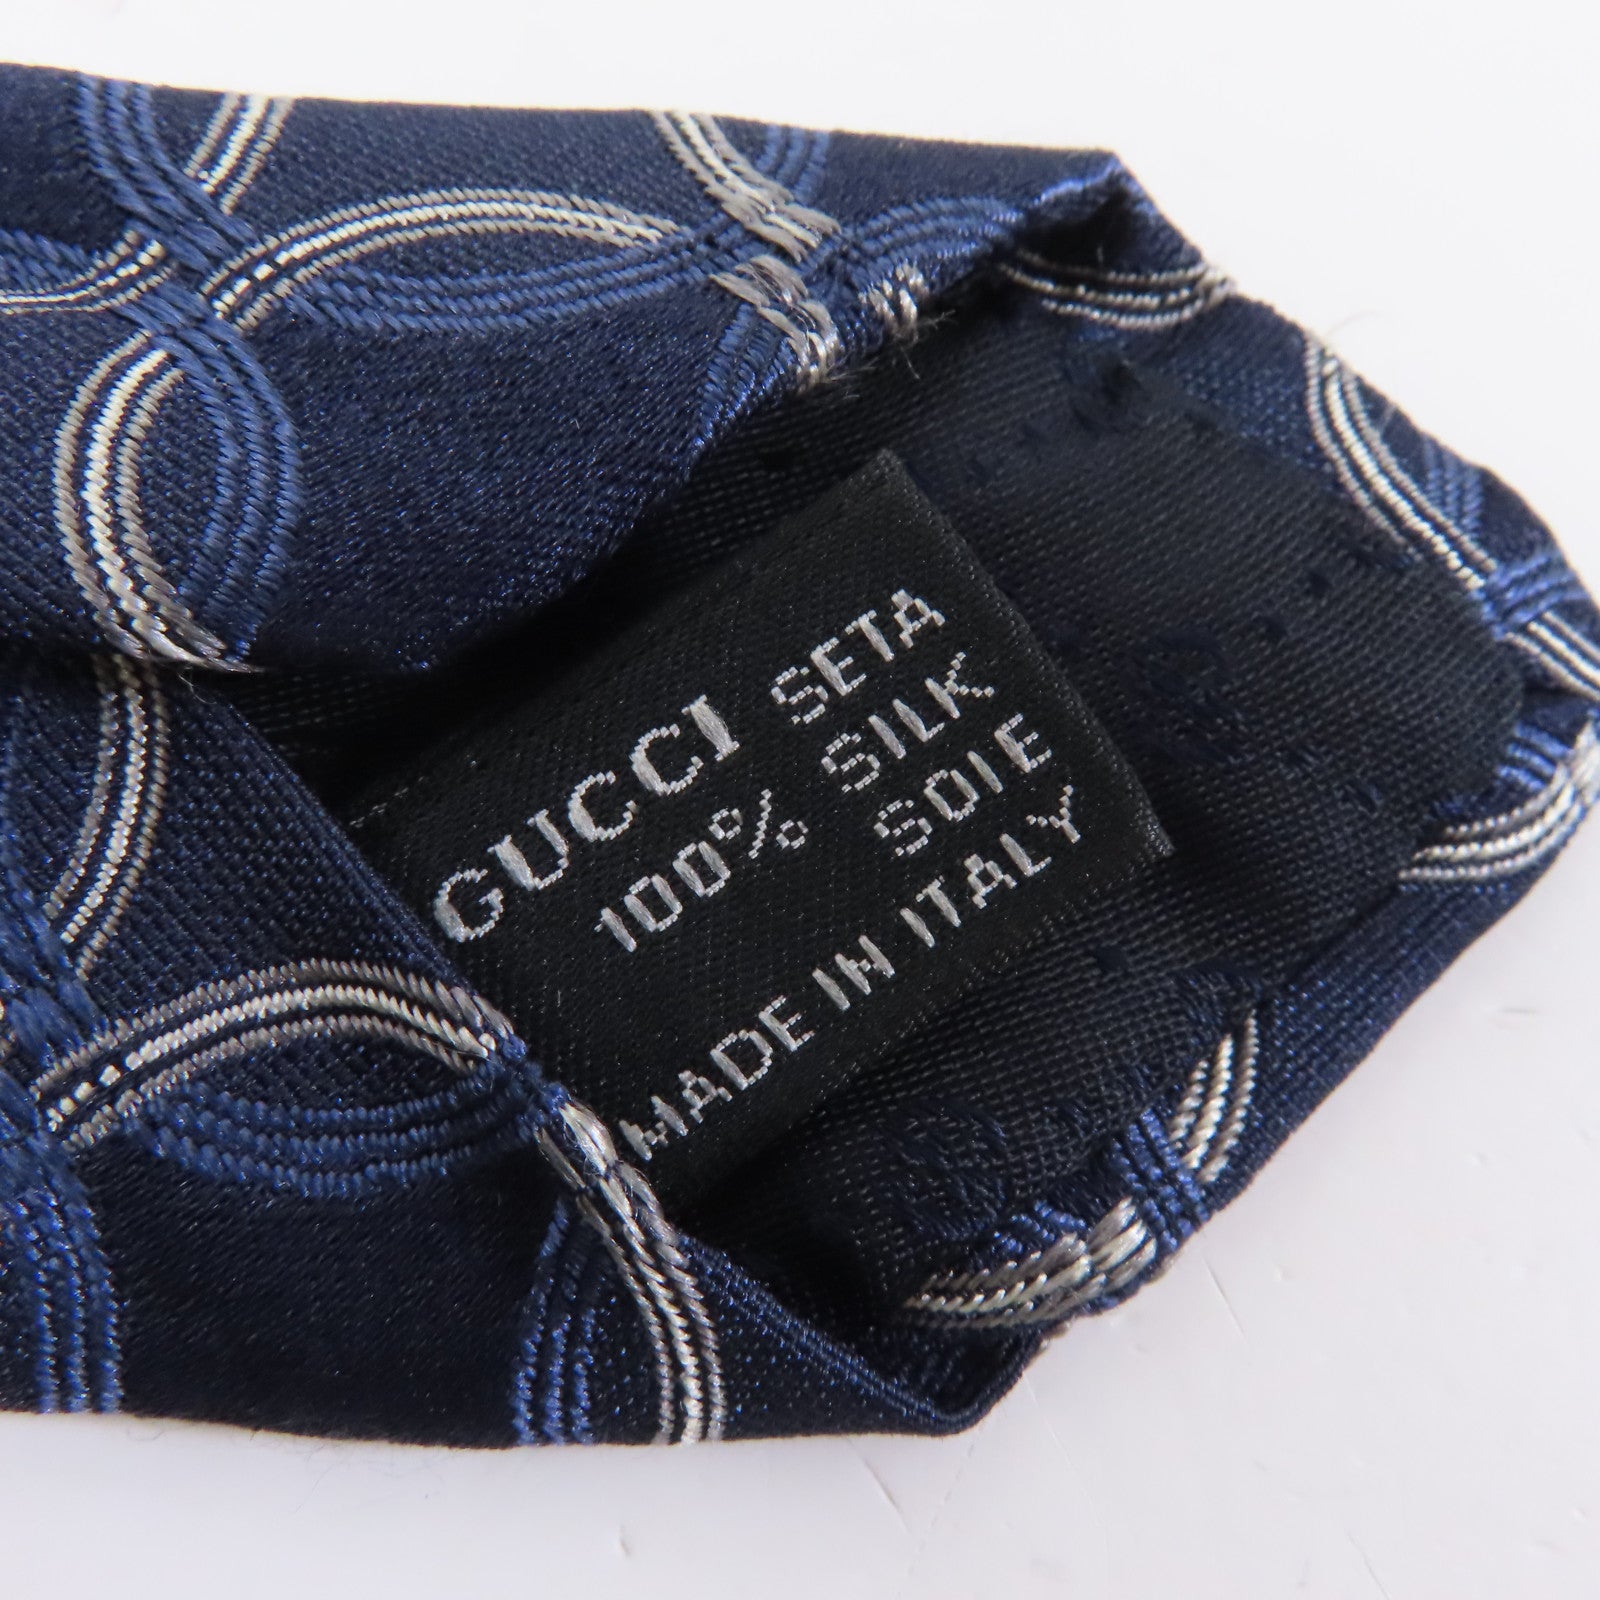 GUCCI SETA
100% SILK
SOIE
MADE IN ITALY